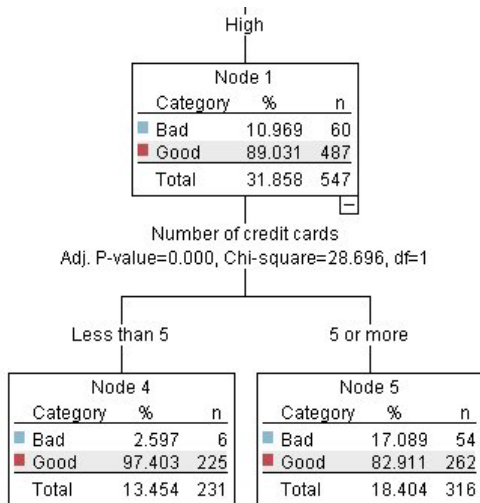 High
Node 1
Category % n
Bad 10.969 60
Good 89.031 487
Total 31.858 547
Number of credit cards
Adj. P-value=0.000, Chi-square=28.696, df=1
Less than 5
5 or more
Node 4
Category % n
Bad 2.597 6
Good 97.403 225
Total 13.454 231
Node 5
Category % n
Bad 17.089 54
Good 82.911 262
Total 18.404 316